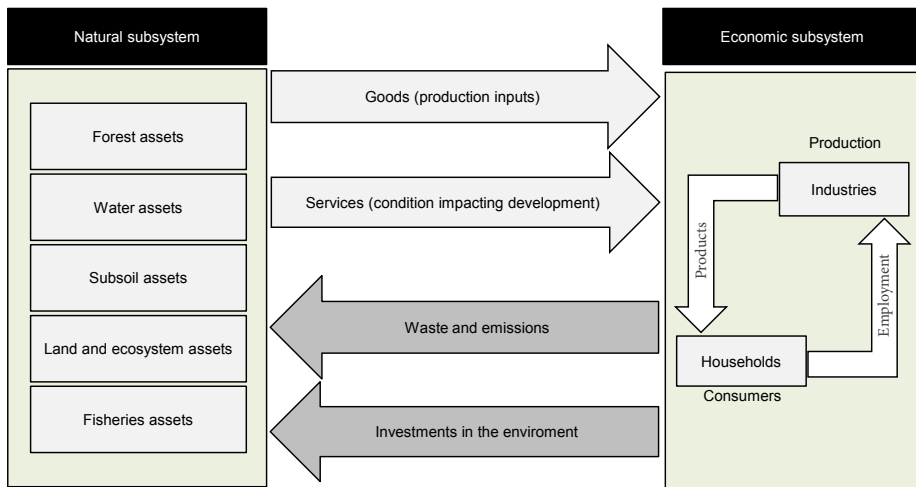 Natural subsystem
Economic subsystem
Forest assets
Water assets
Subsoil assets
Land and ecosystem assets
Fisheries assets
Goods (production inputs)
Services (condition impacting development)
Waste and emissions
Investments in the enviroment
Production
Industries
Products
Employment
Households
Consumers